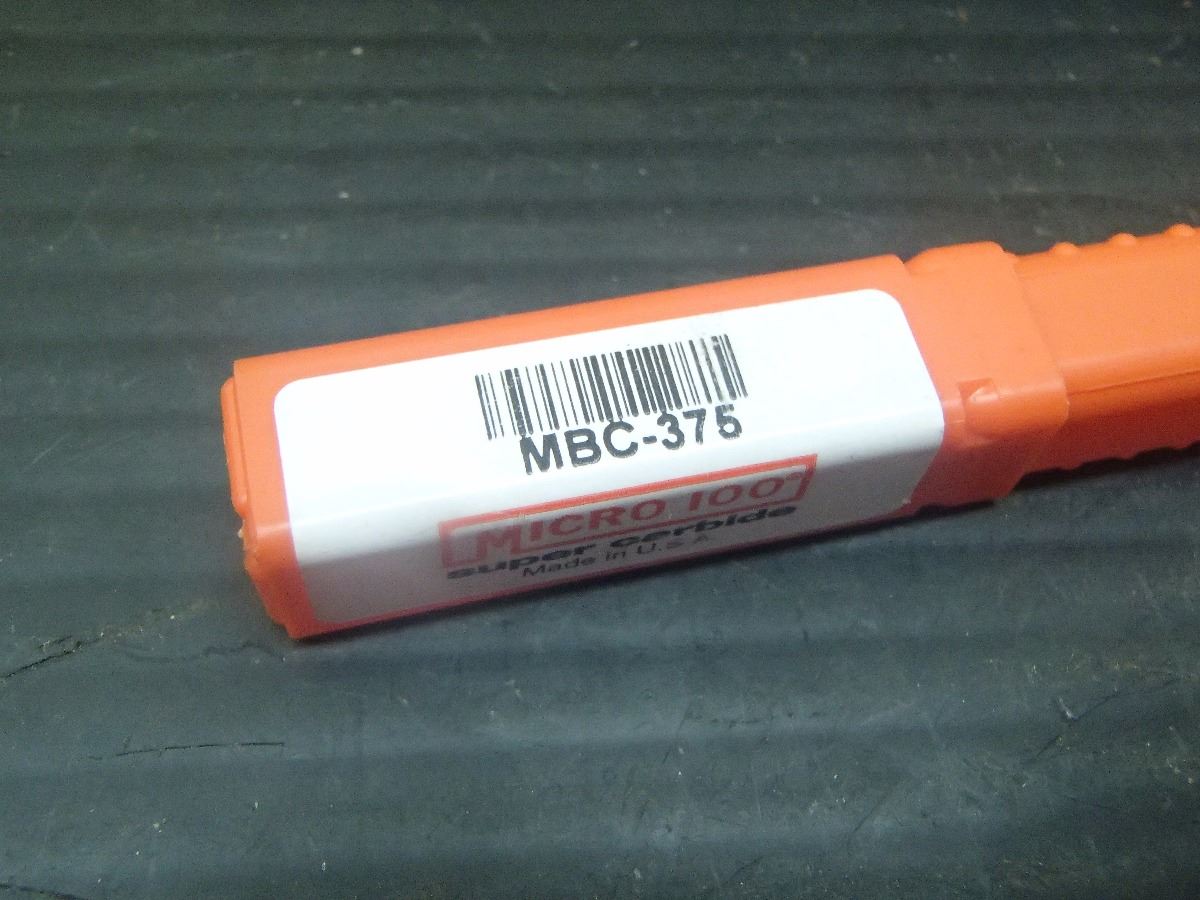 MBC-375
MICRO 100®
super carbide
Made in U.S.A.